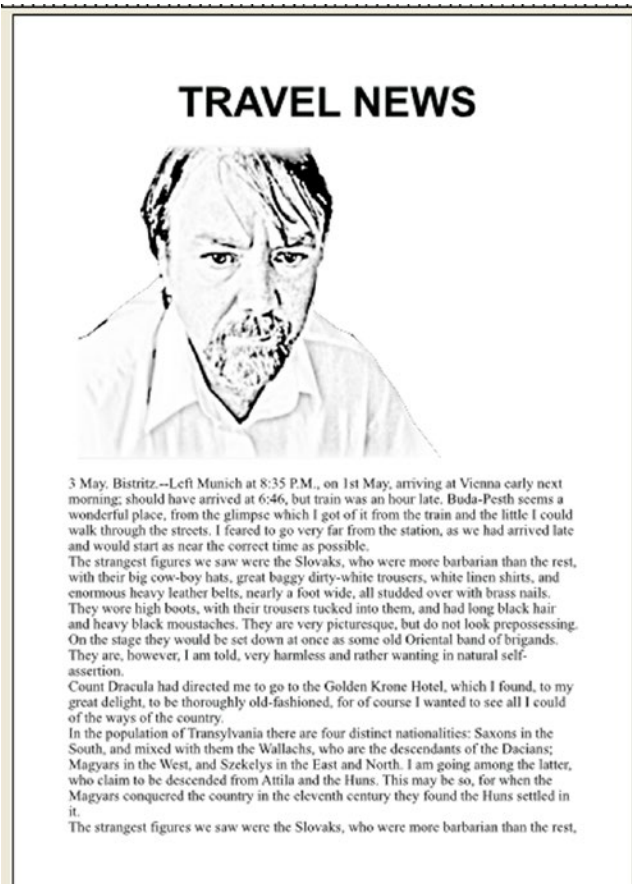 TRAVEL NEWS
3 May. Bistritz.--Left Munich at 8:35 P.M., on 1st May, arriving at Vienna early next
morning; should have arrived at 6:46, but train was an hour late. Buda-Pesth seems a
wonderful place, from the glimpse which I got of it from the train and the little I could
walk through the streets. I feared to go very far from the station, as we had arrived late
and would start as near the correct time as possible.
The strangest figures we saw were the Slovaks, who were more barbarian than the rest,
with their big cow-boy hats, great baggy dirty-white trousers, white linen shirts, and
enormous heavy leather belts, nearly a foot wide, all studded over with brass nails.
They wore high boots, with their trousers tucked into them, and had long black hair
and heavy black moustaches. They are very picturesque, but do not look prepossessing.
On the stage they would be set down at once as some old Oriental band of brigands.
They are, however, I am told, very harmless and rather wanting in natural self-
assertion.
Count Dracula had directed me to go to the Golden Krone Hotel, which I found, to my
great delight, to be thoroughly old-fashioned, for of course I wanted to see all I could
of the ways of the country.
In the population of Transylvania there are four distinct nationalities: Saxons in the
South, and mixed with them the Wallachs, who are the descendants of the Dacians;
Magyars in the West, and Szekelys in the East and North. I am going among the latter,
who claim to be descended from Attila and the Huns. This may be so, for when the
Magyars conquered the country in the eleventh century they found the Huns settled in
it.
The strangest figures we saw were the Slovaks, who were more barbarian than the rest,